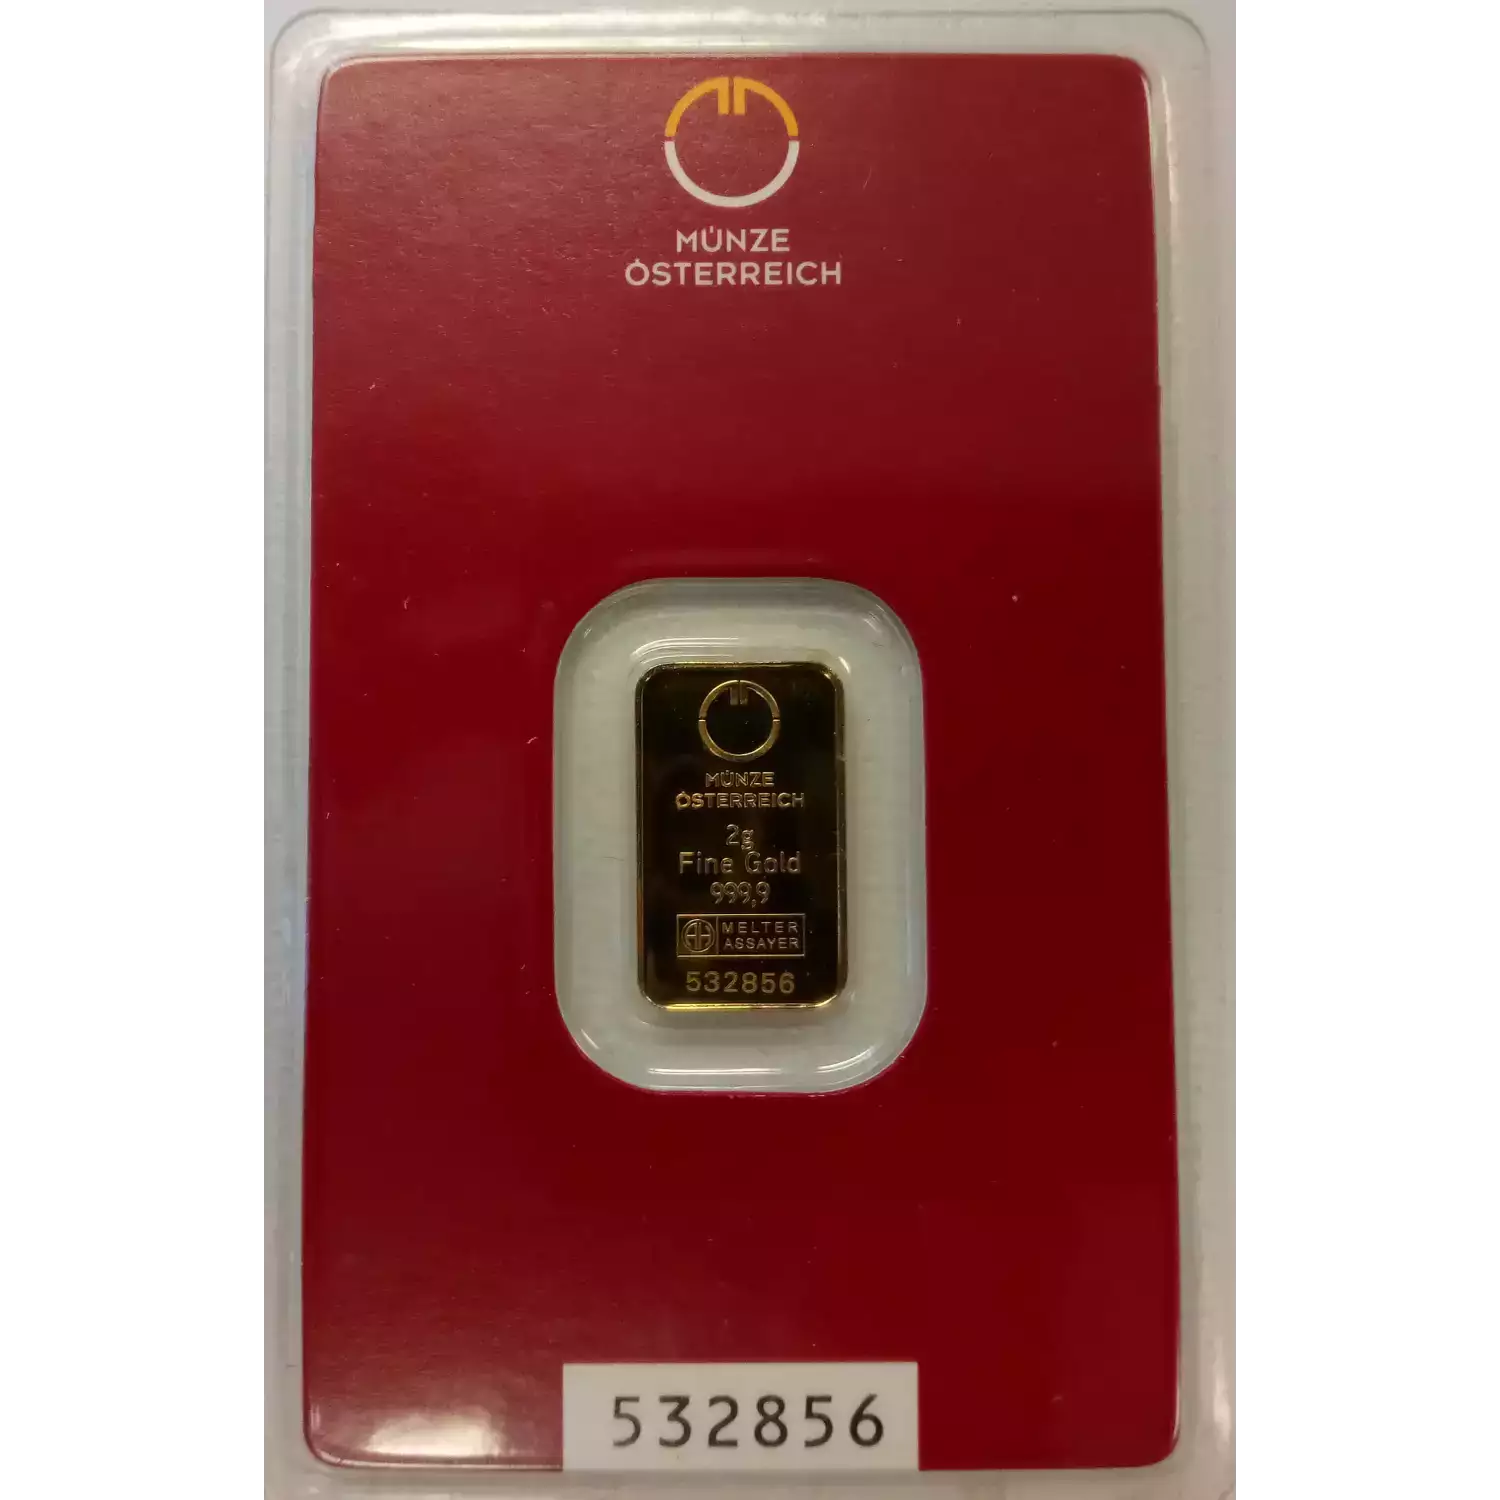 MÜNZE
ÖSTERREICH
MÜNZE
ÖSTERREICH
2g
Fine Gold
999,9
MELTER
ASSAYER
532856
532856